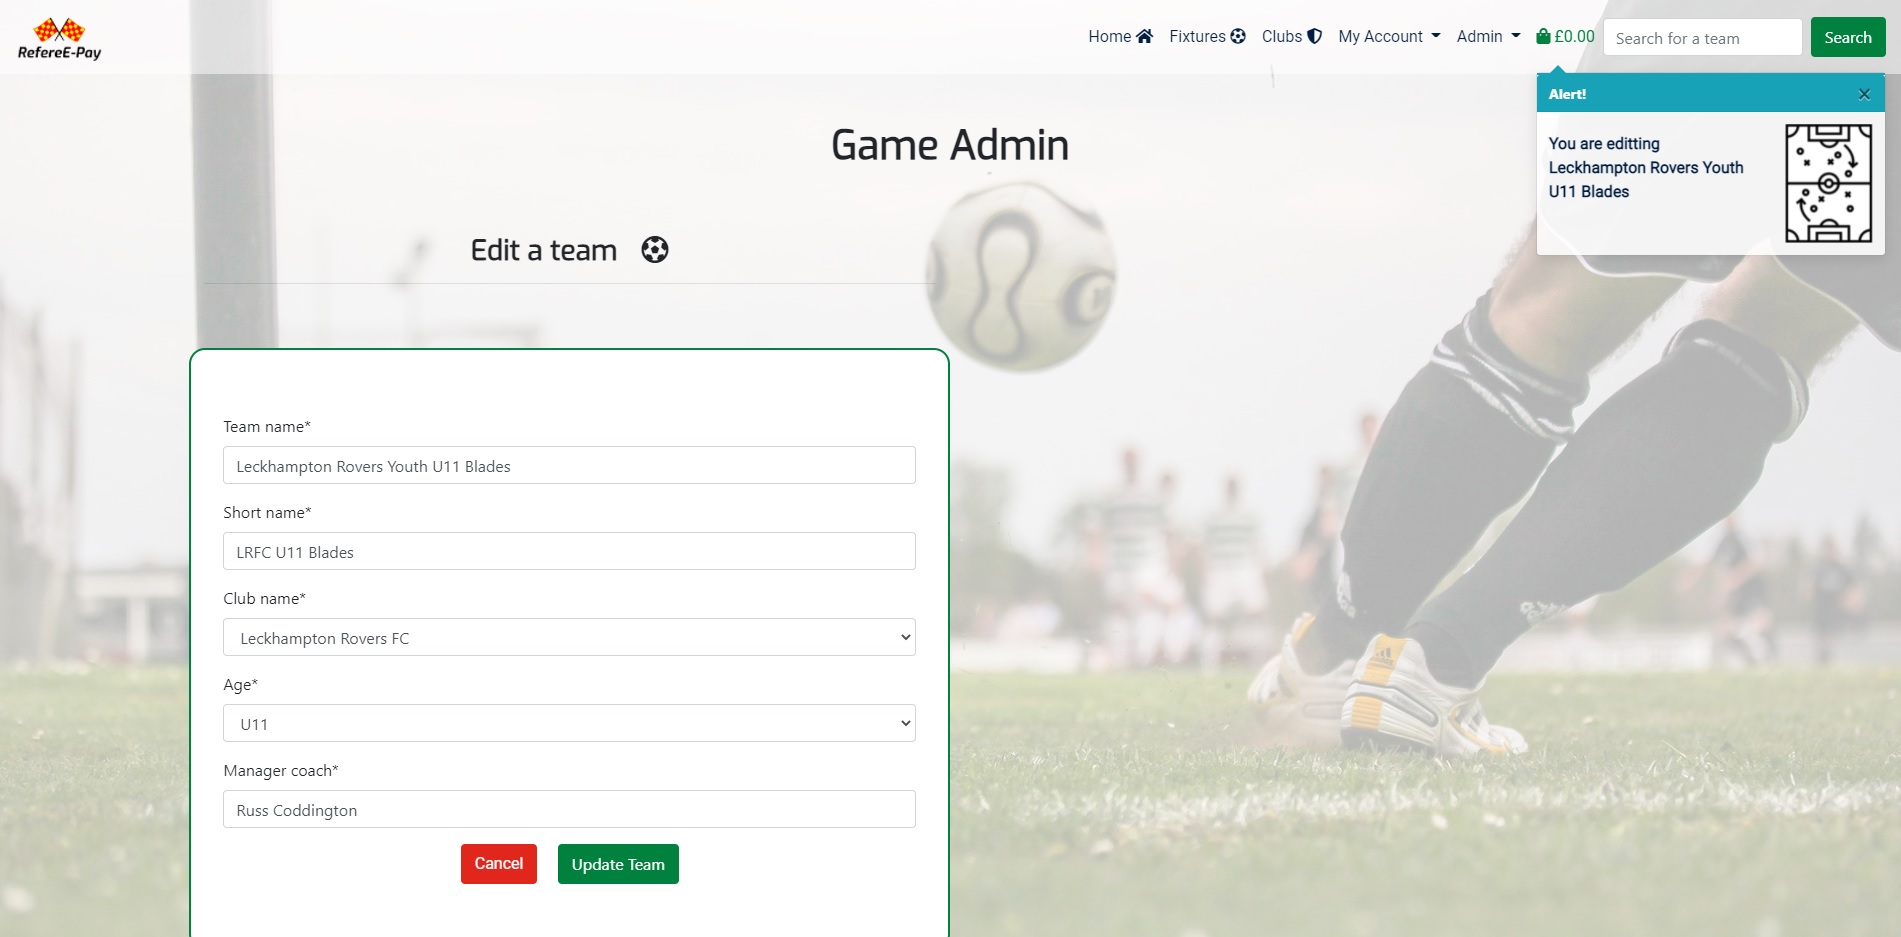 RefereE-Pay
Home
Fixtures
Clubs
My Account
Admin
£0.00
Search for a team
Search
Alert!
You are editting
Leckhampton Rovers Youth
U11 Blades
Game Admin
Edit a team
Team name*
Leckhampton Rovers Youth U11 Blades
Short name*
LRFC U11 Blades
Club name*
Leckhampton Rovers FC
Age*
U11
Manager coach*
Russ Coddington
Cancel
Update Team